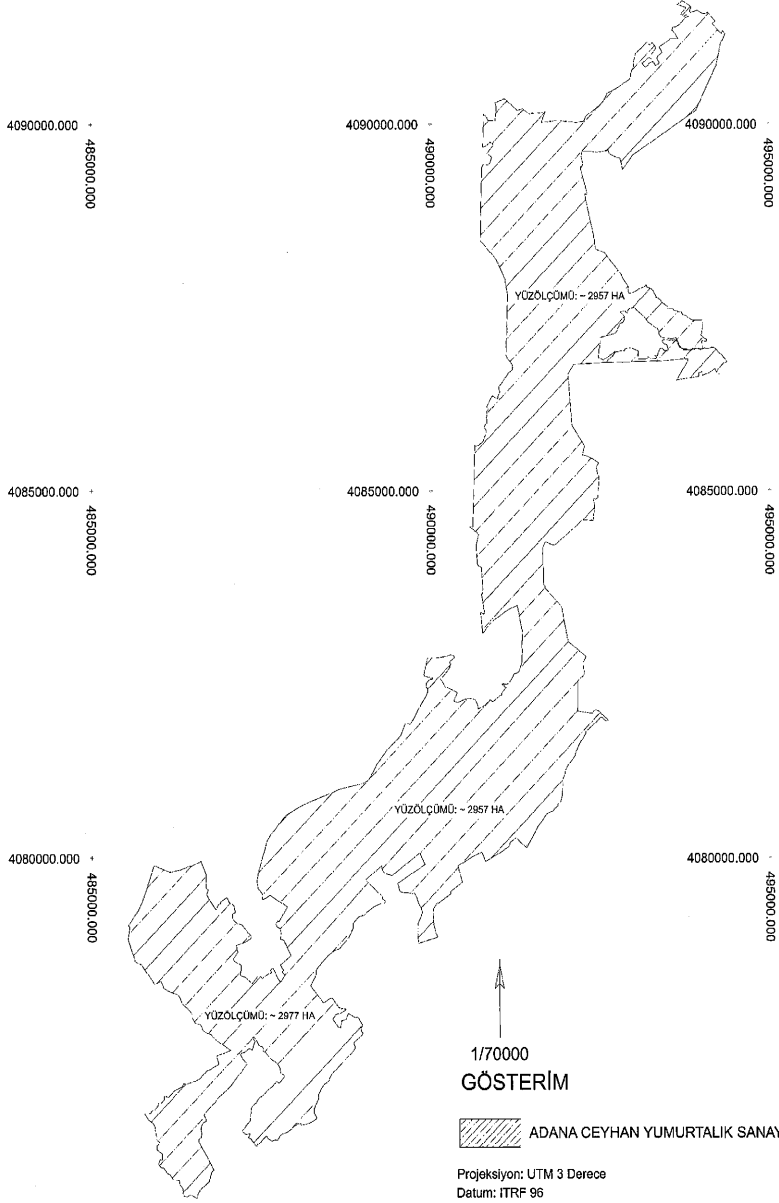 4090000.000
485000.000
4090000.000
490000.000
4090000.000
495000.000
YÜZÖLÇÜMÜ: ~ 2957 HA
4085000.000
485000.000
4085000.000
490000.000
4085000.000
495000.000
YÜZÖLÇÜMÜ: ~ 2957 HA
4080000.000
485000.000
4080000.000
495000.000
YÜZÖLÇÜMÜ: ~ 2977 HA
1/70000
GÖSTERİM
ADANA CEYHAN YUMURTALIK SANAY
Projeksiyon: UTM 3 Derece
Datum: ITRF 96